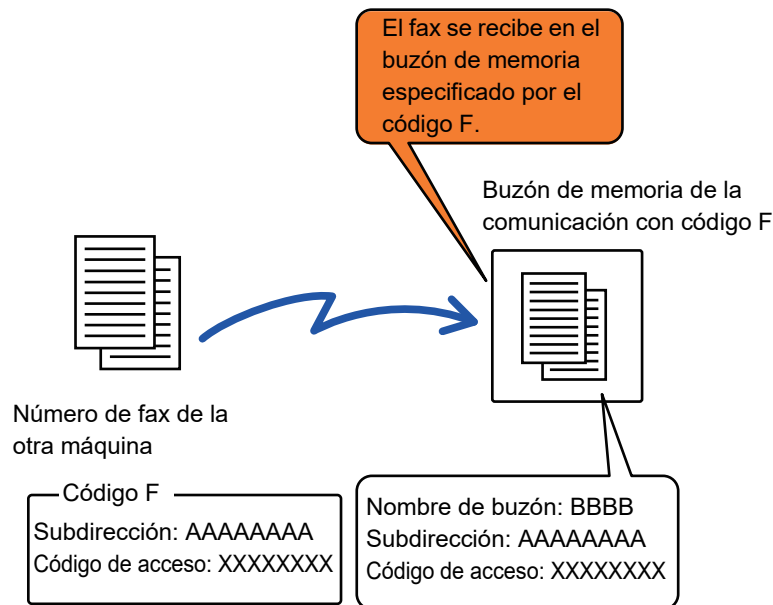 El fax se recibe en el
buzón de memoria
especificado por el
código F.
Buzón de memoria de la
comunicación con código F
Número de fax de la
otra máquina
Código F
Subdirección: AAAAAAAA
Código de acceso: XXXXXXXX
Nombre de buzón: BBBB
Subdirección: AAAAAAAA
Código de acceso: XXXXXXXX